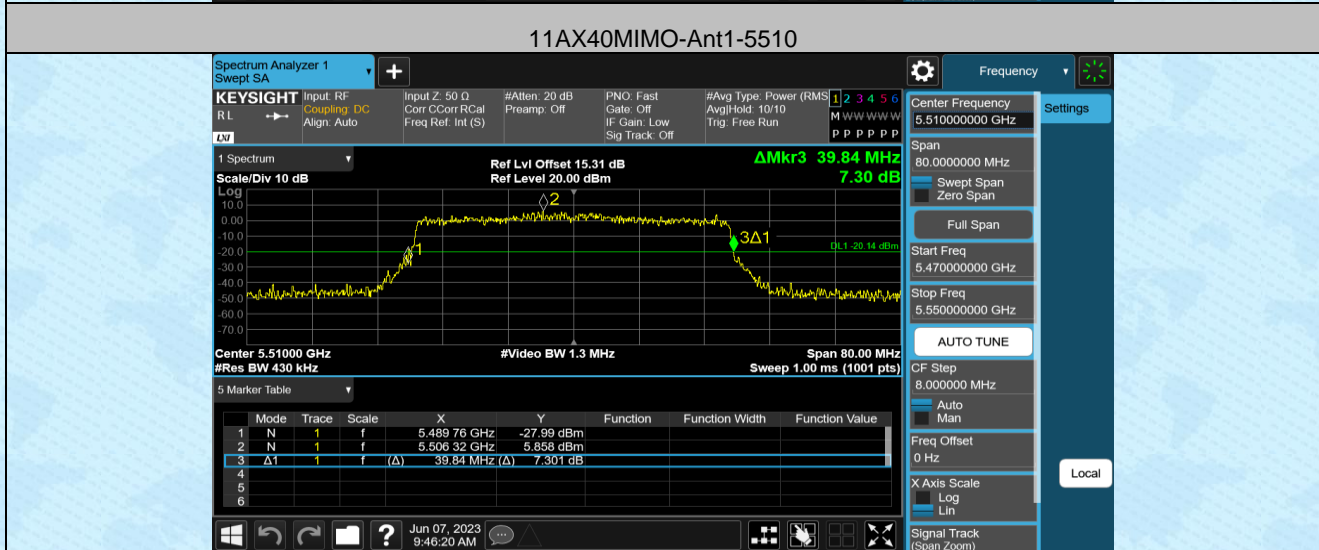 11AX40MIMO-Ant1-5510
Spectrum Analyzer 1
Swept SA
Frequency
KEYSIGHT
R L
LXI
Input: RF
Coupling: DC
Align: Auto
Input Z: 50 Ω
Corr CCorr RCal
Freq Ref: Int (S)
#Atten: 20 dB
Preamp: Off
PNO: Fast
Gate: Off
IF Gain: Low
Sig Track: Off
#Avg Type: Power (RMS
Avg|Hold: 10/10
Trig: Free Run
1 2 3 4 5 6
M W W W W W
P P P P P P
Center Frequency
5.510000000 GHz
Settings
Span
80.0000000 MHz
Swept Span
Zero Span
Full Span
Start Freq
5.470000000 GHz
Stop Freq
5.550000000 GHz
AUTO TUNE
CF Step
8.000000 MHz
Auto
Man
Freq Offset
0 Hz
X Axis Scale
Log
Lin
Signal Track
(Span Zoom)
Local
1 Spectrum
Scale/Div 10 dB
Ref Lvl Offset 15.31 dB
Ref Level 20.00 dBm
ΔMkr3 39.84 MHz
7.30 dB
Log
10.0
0.00
-10.0
-20.0
-30.0
-40.0
-50.0
-60.0
-70.0
1
2
3Δ1
DL1 -20.14 dBm
Center 5.51000 GHz
#Res BW 430 kHz
#Video BW 1.3 MHz
Span 80.00 MHz
Sweep 1.00 ms (1001 pts)
5 Marker Table
Mode Trace Scale X Y Function Function Width Function Value
1 N 1 f 5.489 76 GHz -27.99 dBm
2 N 1 f 5.506 32 GHz 5.858 dBm
3 Δ1 1 f (Δ) 39.84 MHz (Δ) 7.301 dB
4
5
6
?
Jun 07, 2023
9:46:20 AM